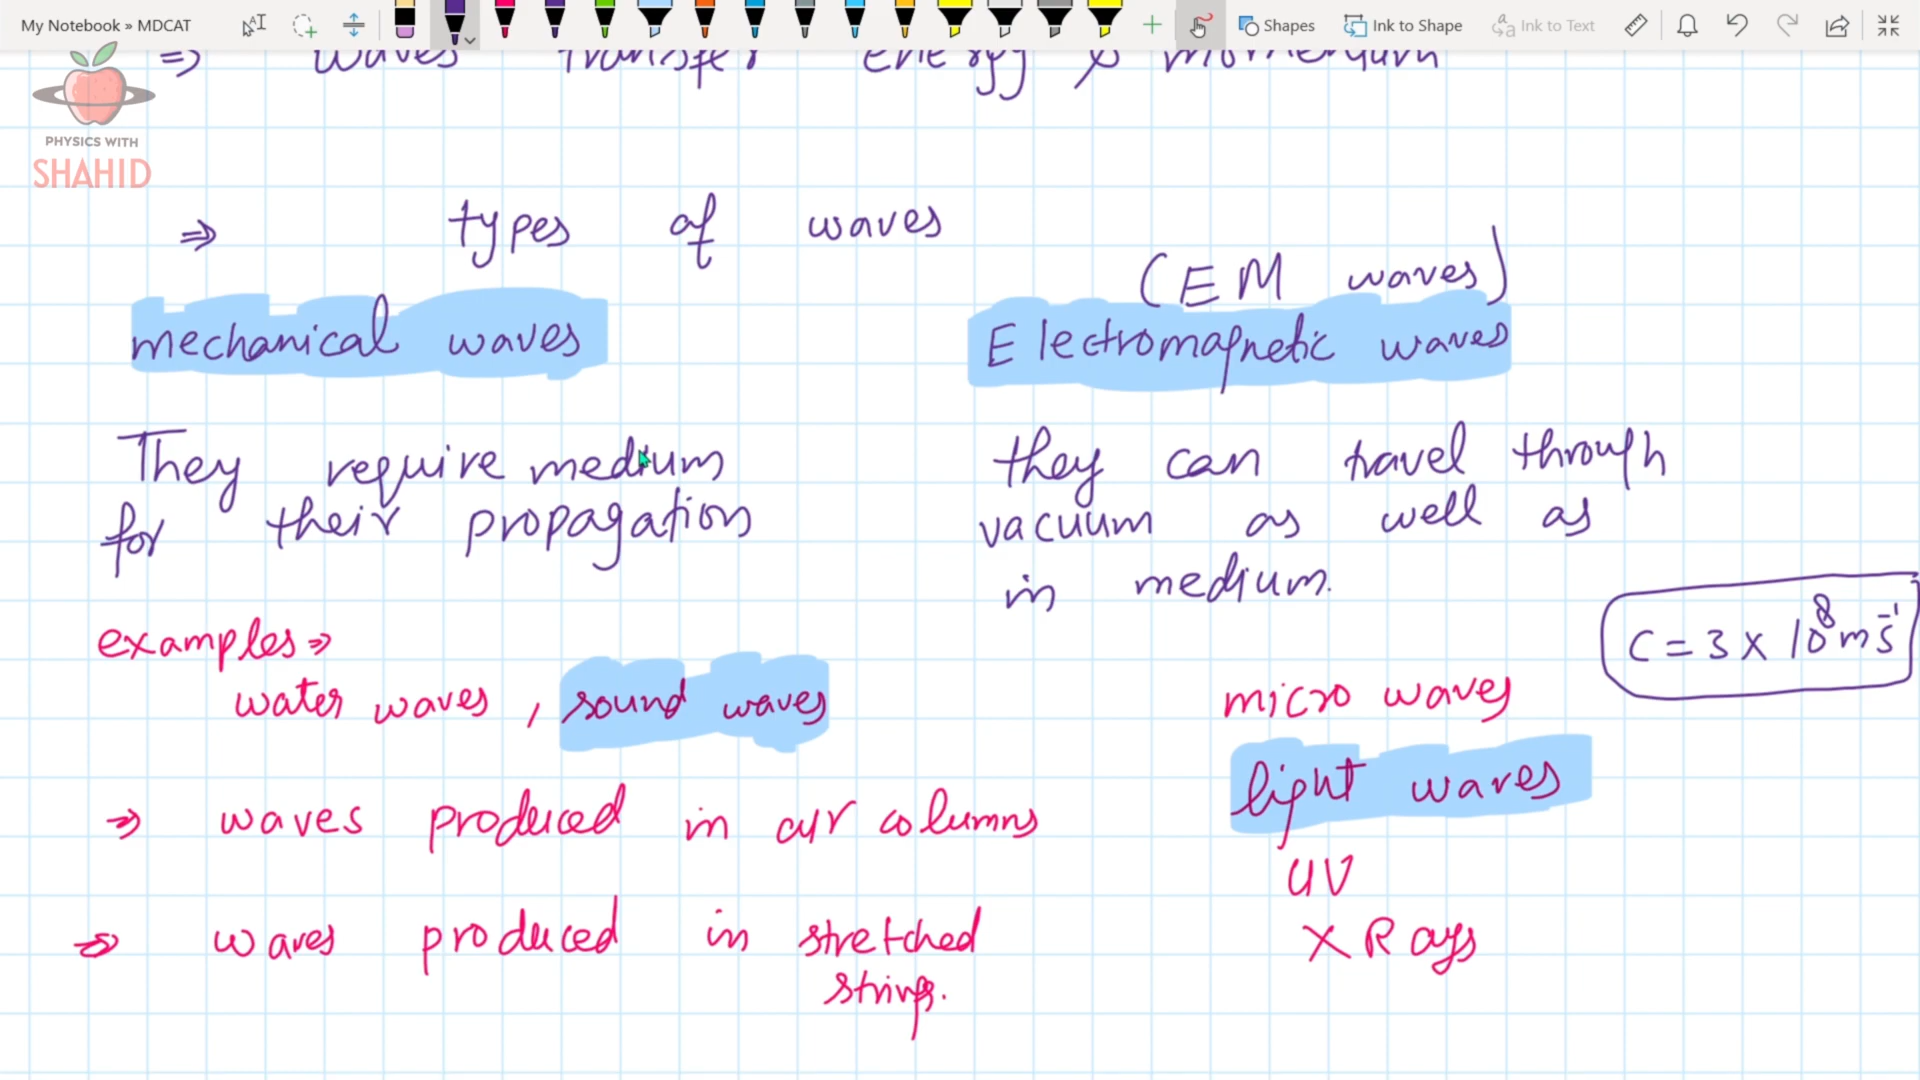 My Notebook » MDCAT
Shapes
Ink to Shape
Ink to Text
⇒ waves transfer energy & momentum
PHYSICS WITH
SHAHID
⇒ types of waves
(EM waves)
mechanical waves
Electromagnetic waves
They require medium
for their propagation
they can travel through
vacuum as well as
in medium.
C = 3 × 10⁸ m s⁻¹
examples ⇒
water waves, sound waves
micro waves
light waves
UV
X Rays
⇒ waves produced in air columns
⇒ waves produced in stretched
strings.